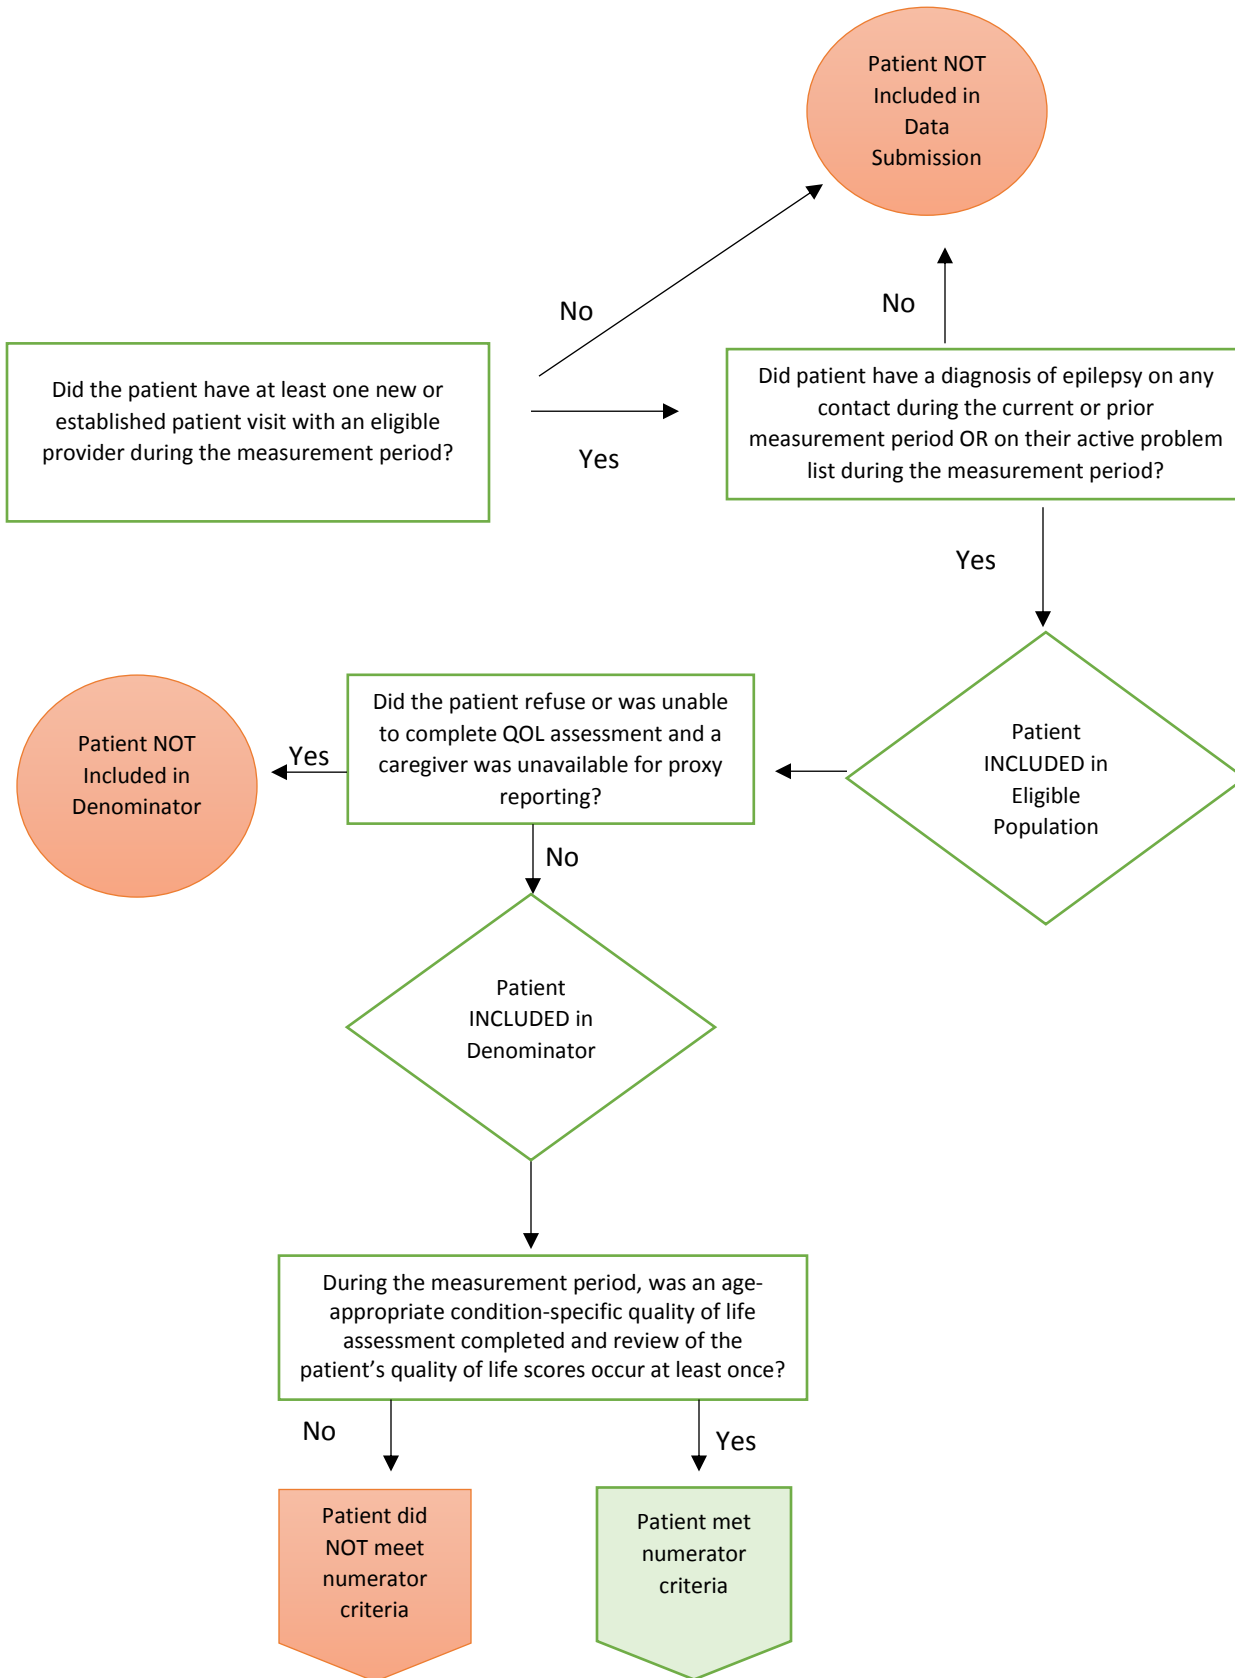 Patient NOT
Included in
Data
Submission
No
No
Did the patient have at least one new or
established patient visit with an eligible
provider during the measurement period?
Yes
Did patient have a diagnosis of epilepsy on any
contact during the current or prior
measurement period OR on their active problem
list during the measurement period?
Yes
Patient
INCLUDED in
Eligible
Population
Did the patient refuse or was unable
to complete QOL assessment and a
caregiver was unavailable for proxy
reporting?
Yes
Patient NOT
Included in
Denominator
No
Patient
INCLUDED in
Denominator
During the measurement period, was an age-
appropriate condition-specific quality of life
assessment completed and review of the
patient’s quality of life scores occur at least once?
No
Yes
Patient did
NOT meet
numerator
criteria
Patient met
numerator
criteria